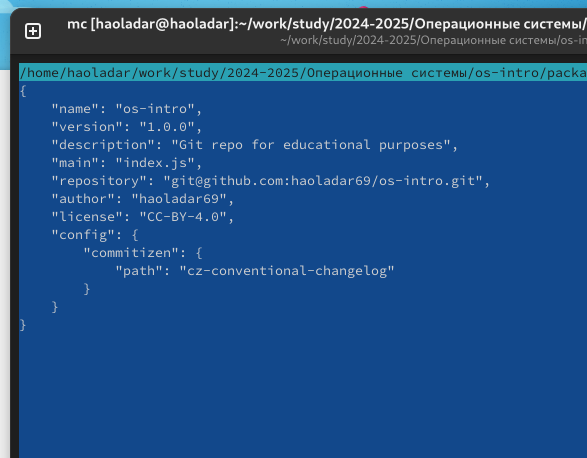 mc [haoladar@haoladar]:~/work/study/2024-2025/Операционные системы/
~/work/study/2024-2025/Операционные системы/os-in
/home/haoladar/work/study/2024-2025/Операционные системы/os-intro/packa
{
    "name": "os-intro",
    "version": "1.0.0",
    "description": "Git repo for educational purposes",
    "main": "index.js",
    "repository": "git@github.com:haoladar69/os-intro.git",
    "author": "haoladar69",
    "license": "CC-BY-4.0",
    "config": {
        "commitizen": {
            "path": "cz-conventional-changelog"
        }
    }
}